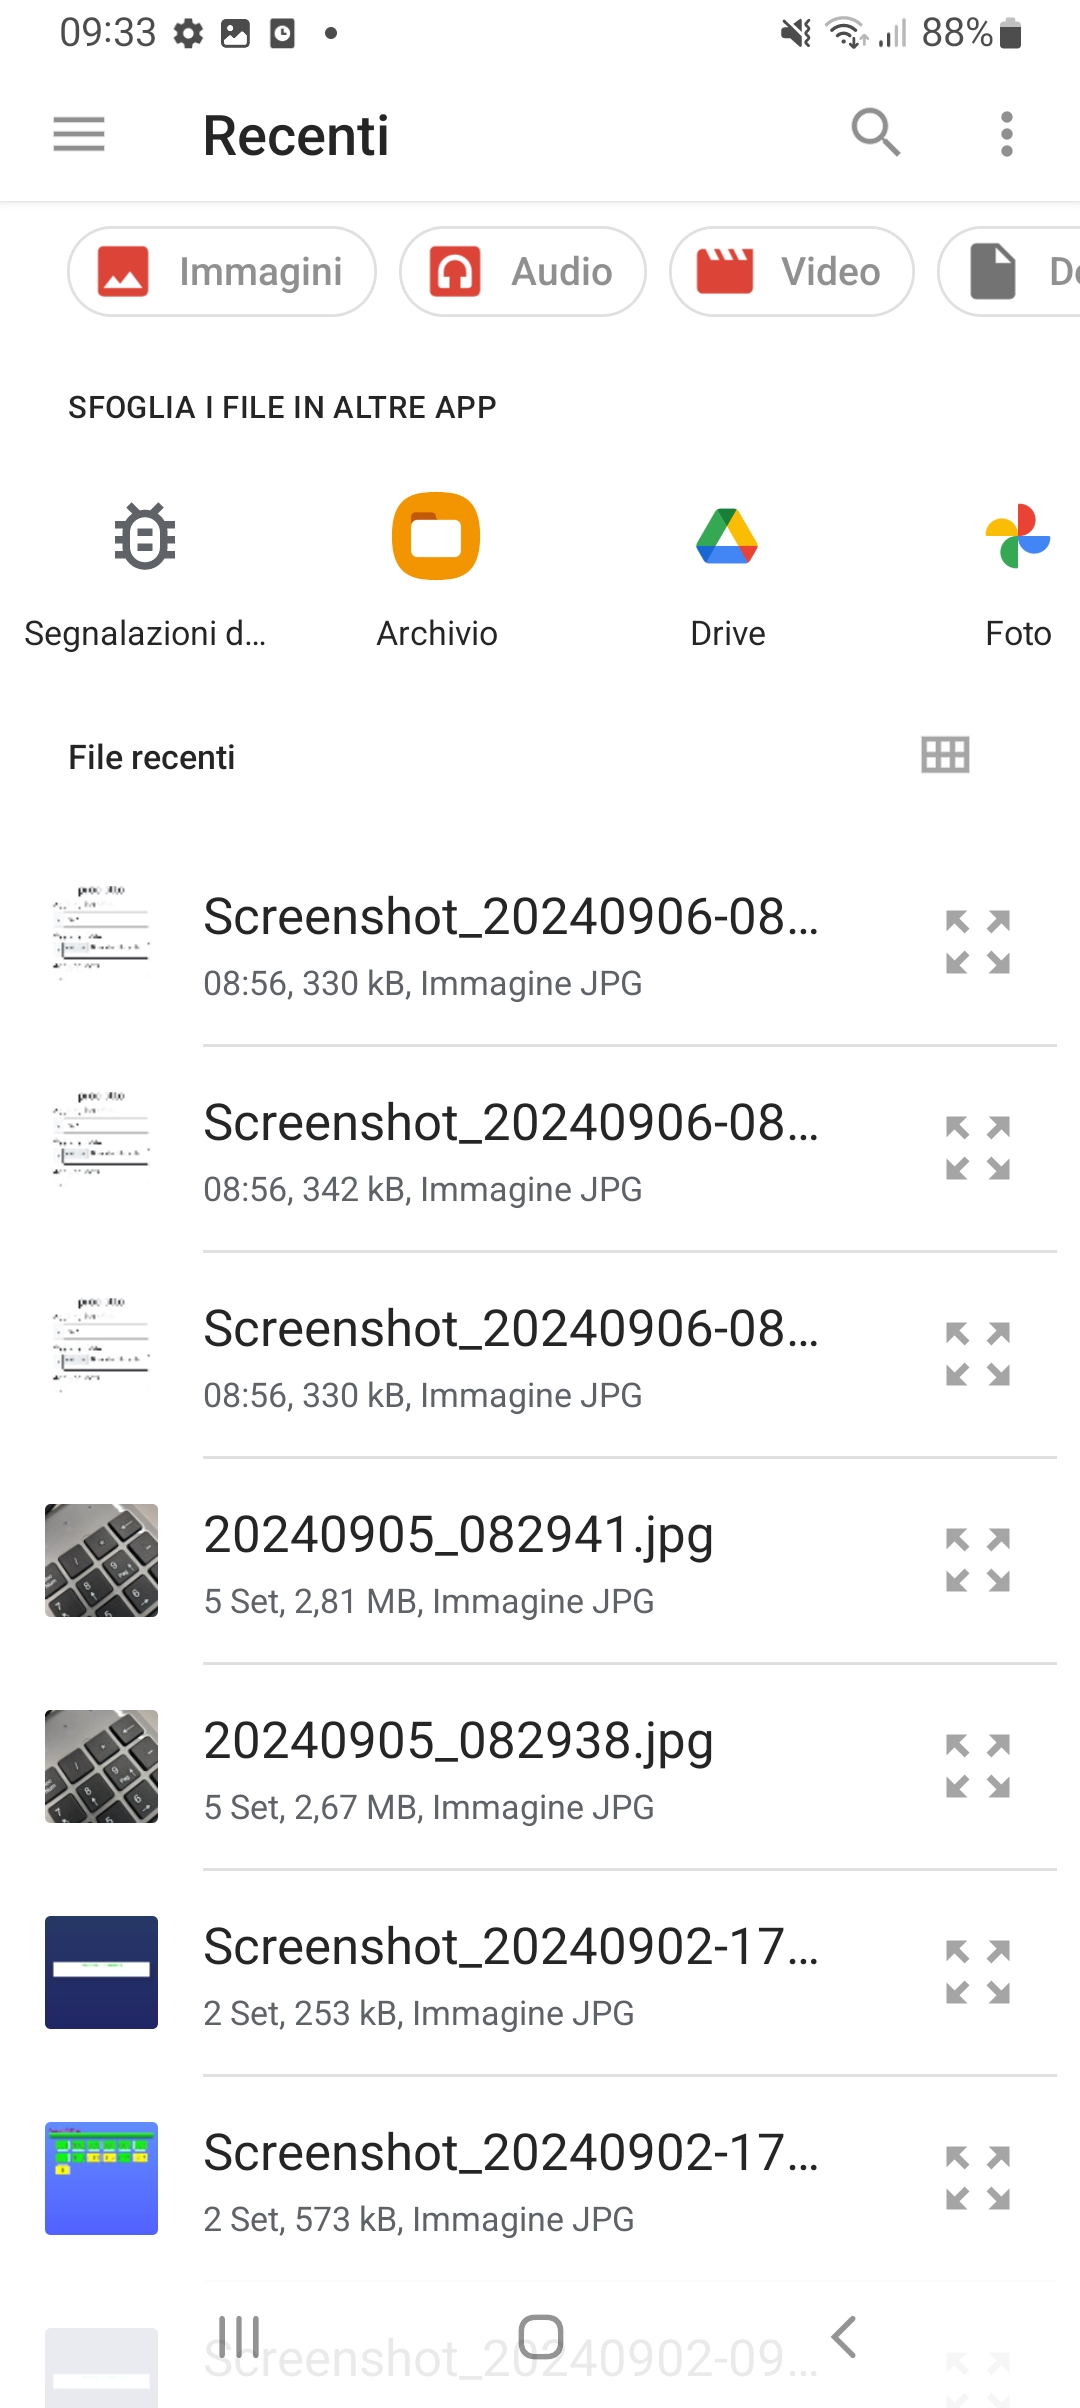 09:33
88%
Recenti
Immagini
Audio
Video
SFOGLIA I FILE IN ALTRE APP
Segnalazioni d...
Archivio
Drive
Foto
File recenti
Screenshot_20240906-08...
08:56, 330 kB, Immagine JPG
Screenshot_20240906-08...
08:56, 342 kB, Immagine JPG
Screenshot_20240906-08...
08:56, 330 kB, Immagine JPG
20240905_082941.jpg
5 Set, 2,81 MB, Immagine JPG
20240905_082938.jpg
5 Set, 2,67 MB, Immagine JPG
Screenshot_20240902-17...
2 Set, 253 kB, Immagine JPG
Screenshot_20240902-17...
2 Set, 573 kB, Immagine JPG
Screenshot_20240902-09...